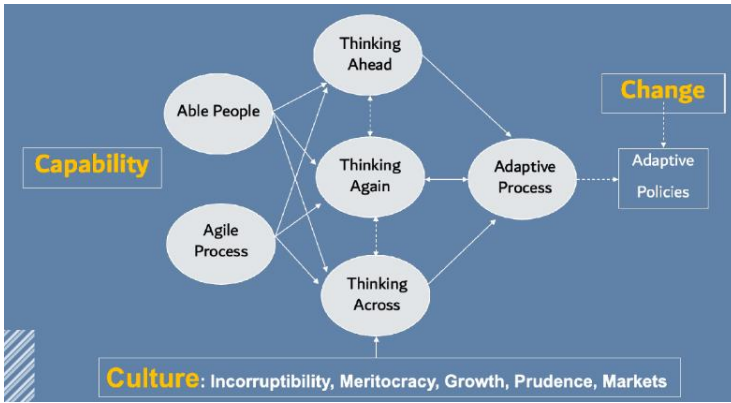 Thinking
Ahead
Change
Able People
Capability
Thinking
Again
Adaptive
Process
Adaptive
Policies
Agile
Process
Thinking
Across
Culture: Incorruptibility, Meritocracy, Growth, Prudence, Markets